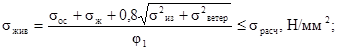 σжив = (σос + σж + 0,8√(σ²из + σ²ветер)) / φ₁ ≤ σрасч, Н/мм²;